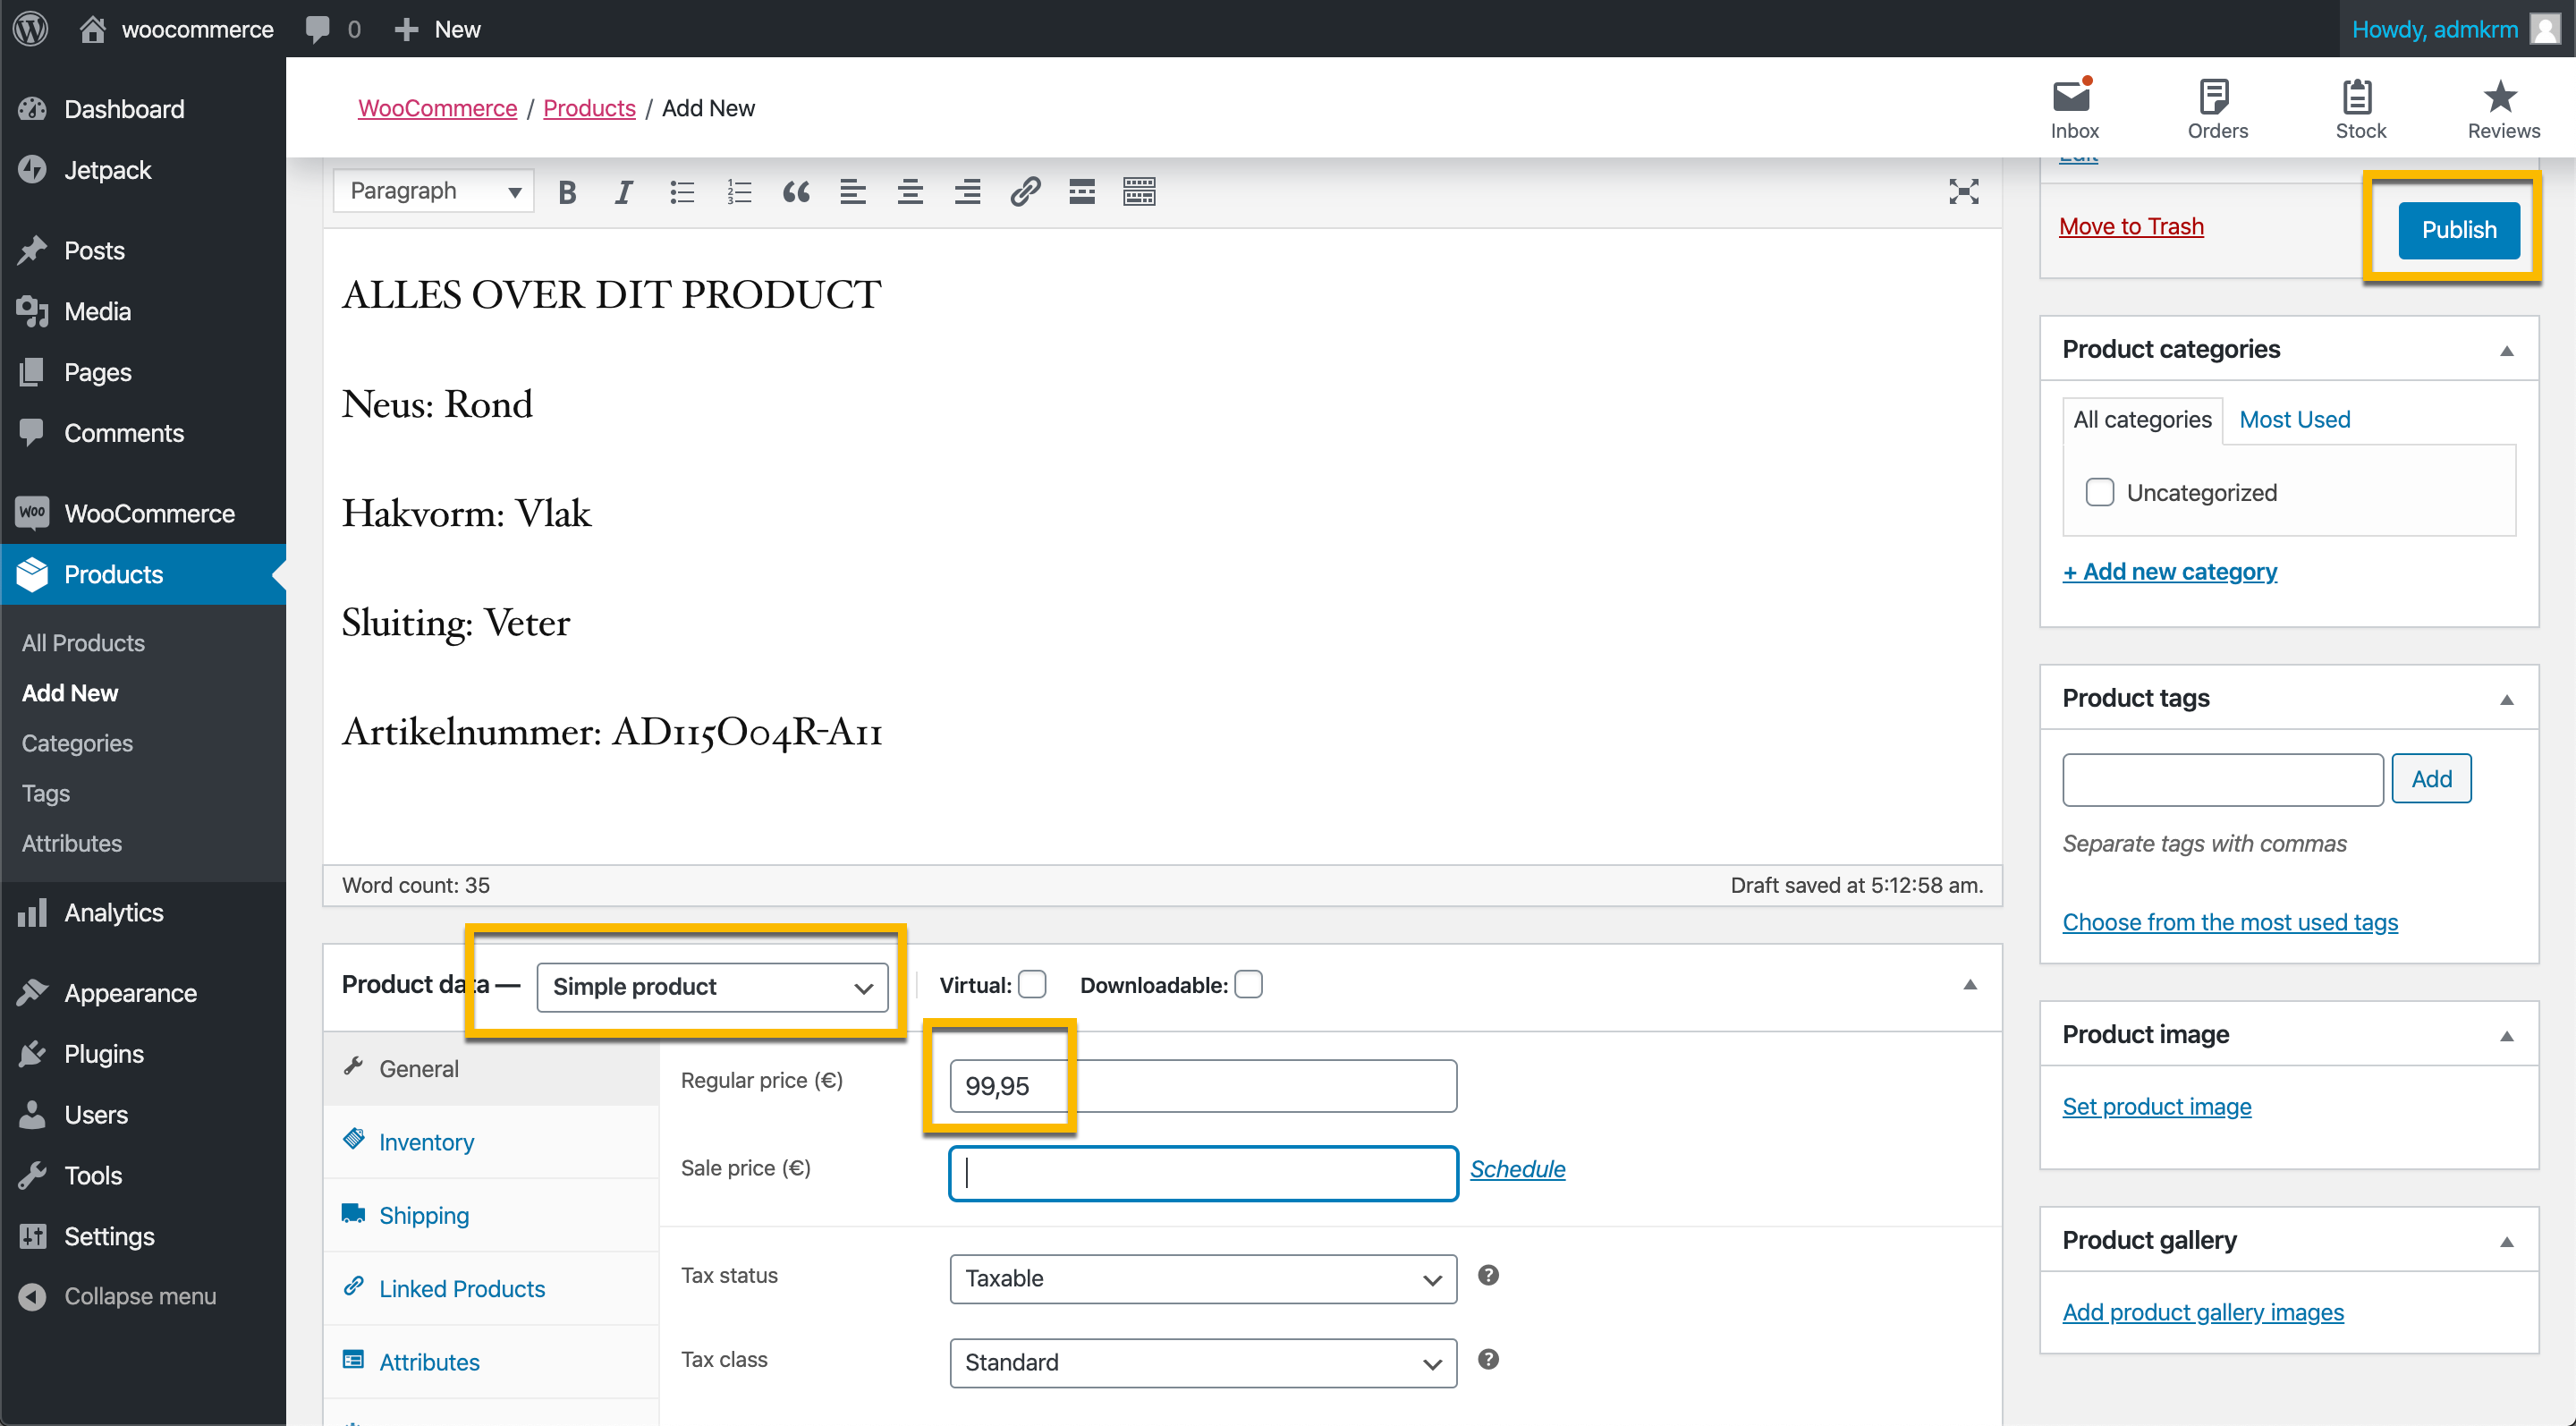 woocommerce 0 New Howdy, admkrm
Dashboard
Jetpack
Posts
Media
Pages
Comments
WOO WooCommerce
Products
All Products
Add New
Categories
Tags
Attributes
Analytics
Appearance
Plugins
Users
Tools
Settings
Collapse menu
WooCommerce / Products / Add New
Inbox Orders Stock Reviews
Paragraph B I
ALLES OVER DIT PRODUCT
Neus: Rond
Hakvorm: Vlak
Sluiting: Veter
Artikelnummer: AD115O04R-A11
Word count: 35 Draft saved at 5:12:58 am.
Product data — Simple product Virtual: Downloadable:
General
Inventory
Shipping
Linked Products
Attributes
Regular price (€) 99,95
Sale price (€) Schedule
Tax status Taxable
Tax class Standard
Edit
Move to Trash Publish
Product categories
All categories Most Used
Uncategorized
+ Add new category
Product tags
Add
Separate tags with commas
Choose from the most used tags
Product image
Set product image
Product gallery
Add product gallery images